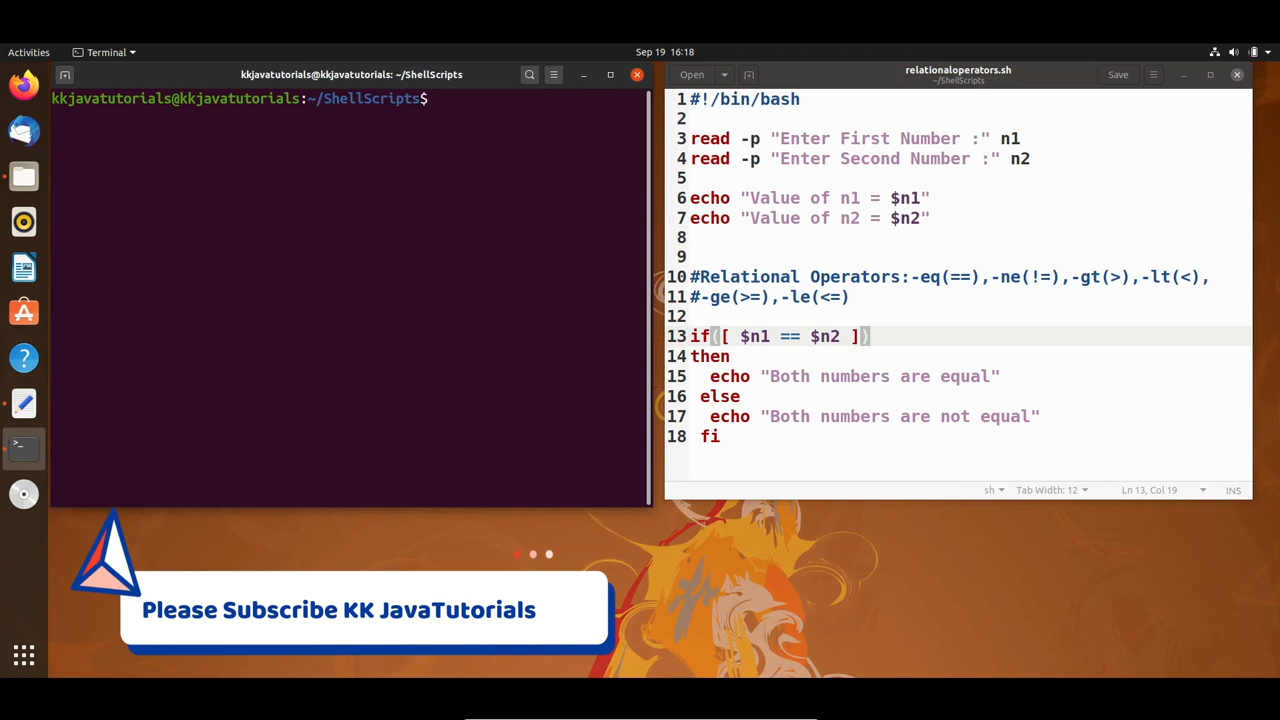 Activities
Terminal
Sep 19 16:18
kkjavatutorials@kkjavatutorials: ~/ShellScripts
kkjavatutorials@kkjavatutorials:~/ShellScripts$
Open
relationaloperators.sh
~/ShellScripts
Save
1 #!/bin/bash
2
3 read -p "Enter First Number :" n1
4 read -p "Enter Second Number :" n2
5
6 echo "Value of n1 = $n1"
7 echo "Value of n2 = $n2"
8
9
10 #Relational Operators:-eq(==),-ne(!=),-gt(>),-lt(<),
11 #-ge(>=),-le(<=)
12
13 if([ $n1 == $n2 ])
14 then
15   echo "Both numbers are equal"
16  else
17   echo "Both numbers are not equal"
18  fi
sh
Tab Width: 12
Ln 13, Col 19
INS
Please Subscribe KK JavaTutorials